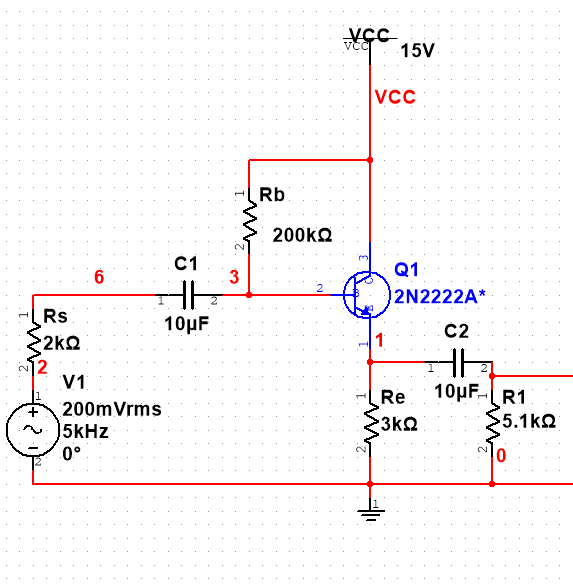 VCC
VCC
15V
VCC
1
Rb
2
200kΩ
3
C
Q1
2N2222A*
2
B
E
1
1
6
C1
3
1
2
10µF
1
Rs
2kΩ
2
2
V1
1
200mVrms
5kHz
0°
2
C2
1
2
10µF
1
Re
3kΩ
2
1
R1
5.1kΩ
2
0
1